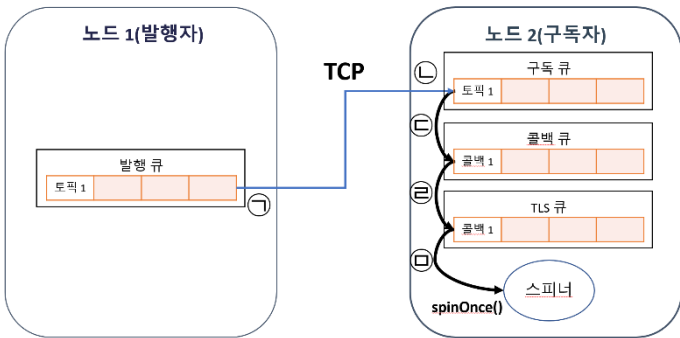 노드 1(발행자)
노드 2(구독자)
TCP
㉡
구독 큐
토픽 1
㉢
콜백 큐
콜백 1
발행 큐
토픽 1
㉠
㉣
TLS 큐
콜백 1
㉤
스피너
spinOnce()